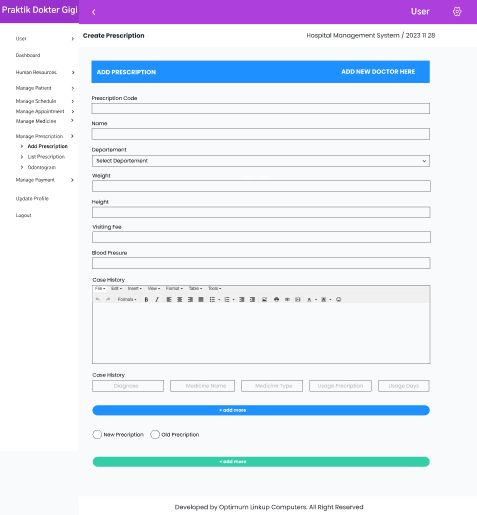 Praktik Dokter Gigi
User
Create Prescription
Hospital Management System / 2023 11 28
User
Dashboard
Human Resources
Manage Patient
Manage Schedule
Manage Appointment
Manage Medicine
Manage Prescription
Add Prescription
List Prescription
Odontogram
Manage Payment
Update Profile
Logout
ADD PRESCRIPTION
ADD NEW DOCTOR HERE
Prescription Code
Name
Departement
Select Departement
Weight
Height
Visiting Fee
Blood Presure
Case History
File Edit Insert View Format Table Tools
Formats B I
Case History
Diagnose Medicine Name Medicine Type Usage Precription Usage Days
+ add more
New Precription Old Precription
+ add more
Developed by Optimum Linkup Computers. All Right Reserved